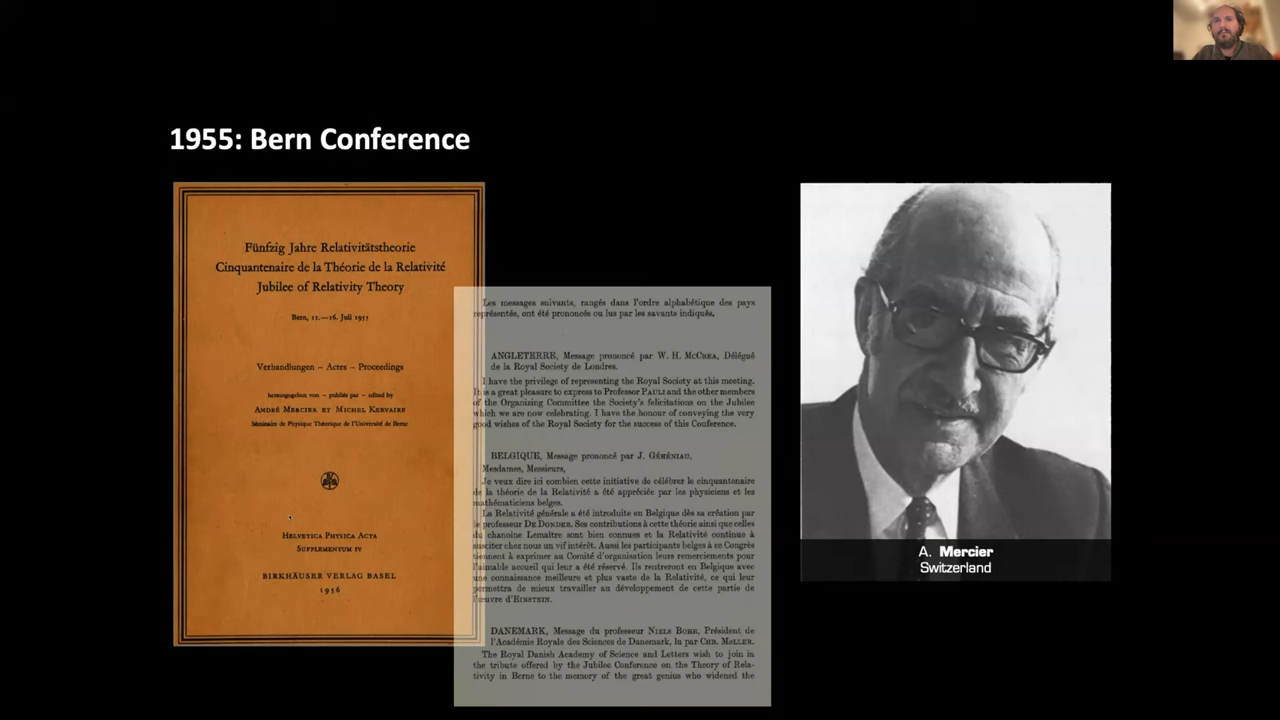 1955: Bern Conference
Fünfzig Jahre Relativitätstheorie
Cinquantenaire de la Théorie de la Relativité
Jubilee of Relativity Theory
Bern, 11.—16. Juli 1955
Verhandlungen – Actes – Proceedings
herausgegeben von – publiés par – edited by
ANDRÉ MERCIER ET MICHEL KERVAIRE
Séminaire de Physique Théorique de l'Université de Berne
HELVETICA PHYSICA ACTA
SUPPLEMENTUM IV
BIRKHÄUSER VERLAG BASEL
1956
Les messages suivants, rangés dans l'ordre alphabétique des pays
représentés, ont été prononcés ou lus par les savants indiqués.
ANGLETERRE, Message prononcé par W. H. McCREA, Délégué
de la Royal Society de Londres.
I have the privilege of representing the Royal Society at this meeting.
It is a great pleasure to express to Professor PAULI and the other members
of the Organizing Committee the Society's felicitations on the Jubilee
which we are now celebrating. I have the honour of conveying the very
good wishes of the Royal Society for the success of this Conference.
BELGIQUE, Message prononcé par J. GÉHÉNIAU.
Mesdames, Messieurs,
Je veux dire ici combien cette initiative de célébrer le cinquantenaire
de la théorie de la Relativité a été appréciée par les physiciens et les
mathématiciens belges.
La Relativité générale a été introduite en Belgique dès sa création par
le professeur DE DONDER. Ses contributions à cette théorie ainsi que celles
du chanoine Lemaître sont bien connues et la Relativité continue à
susciter chez nous un vif intérêt. Aussi les participants belges à ce Congrès
tiennent à exprimer au Comité d'organisation leurs remerciements pour
l'aimable accueil qui leur a été réservé. Ils rentreront en Belgique avec
une connaissance meilleure et plus vaste de la Relativité, ce qui leur
permettra de mieux travailler au développement de cette partie de
l'œuvre d'EINSTEIN.
DANEMARK, Message du professeur NIELS BOHR, Président de
l'Académie Royale des Sciences de Danemark, lu par CHR. MØLLER.
The Royal Danish Academy of Science and Letters wish to join in
the tribute offered by the Jubilee Conference on the Theory of Rela-
tivity in Berne to the memory of the great genius who widened the
A. Mercier
Switzerland